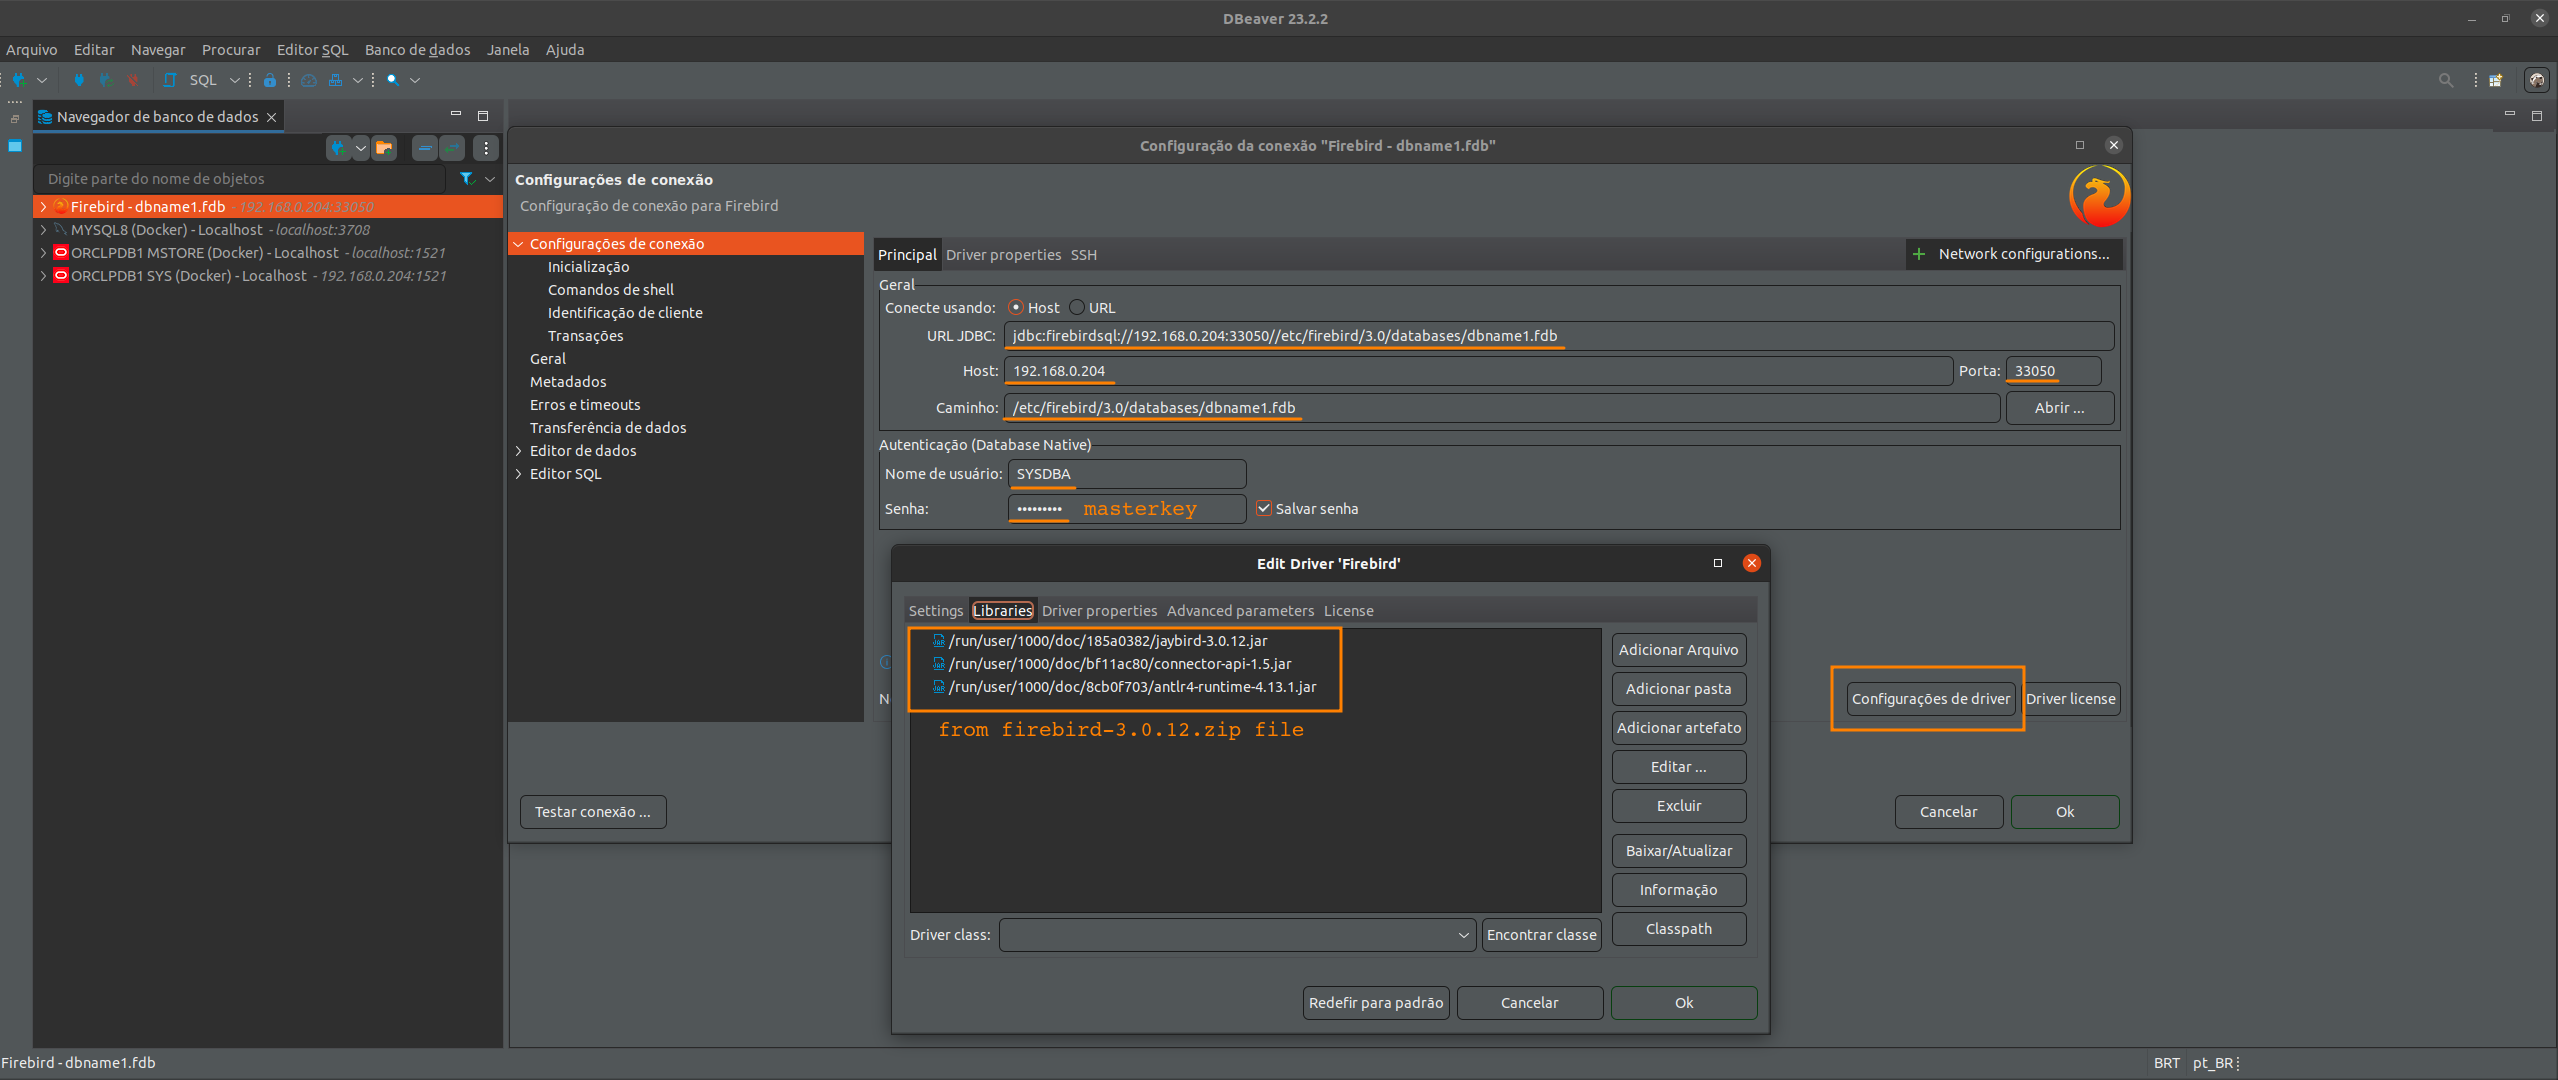 DBeaver 23.2.2
Arquivo Editar Navegar Procurar Editor SQL Banco de dados Janela Ajuda
SQL
Navegador de banco de dados
Digite parte do nome de objetos
Firebird - dbname1.fdb - 192.168.0.204:33050
MYSQL8 (Docker) - Localhost - localhost:3708
ORCLPDB1 MSTORE (Docker) - Localhost - localhost:1521
ORCLPDB1 SYS (Docker) - Localhost - 192.168.0.204:1521
Configuração da conexão "Firebird - dbname1.fdb"
Configurações de conexão
Configuração de conexão para Firebird
Configurações de conexão
Inicialização
Comandos de shell
Identificação de cliente
Transações
Geral
Metadados
Erros e timeouts
Transferência de dados
Editor de dados
Editor SQL
Principal Driver properties SSH
Network configurations...
Geral
Conecte usando: Host URL
URL JDBC: jdbc:firebirdsql://192.168.0.204:33050//etc/firebird/3.0/databases/dbname1.fdb
Host: 192.168.0.204 Porta: 33050
Caminho: /etc/firebird/3.0/databases/dbname1.fdb Abrir ...
Autenticação (Database Native)
Nome de usuário: SYSDBA
Senha: ••••••••• masterkey Salvar senha
N
Configurações de driver Driver license
Testar conexão ... Cancelar Ok
Edit Driver 'Firebird'
Settings Libraries Driver properties Advanced parameters License
/run/user/1000/doc/185a0382/jaybird-3.0.12.jar
/run/user/1000/doc/bf11ac80/connector-api-1.5.jar
/run/user/1000/doc/8cb0f703/antlr4-runtime-4.13.1.jar
from firebird-3.0.12.zip file
Adicionar Arquivo
Adicionar pasta
Adicionar artefato
Editar ...
Excluir
Baixar/Atualizar
Informação
Classpath
Driver class: Encontrar classe
Redefir para padrão Cancelar Ok
Firebird - dbname1.fdb BRT pt_BR